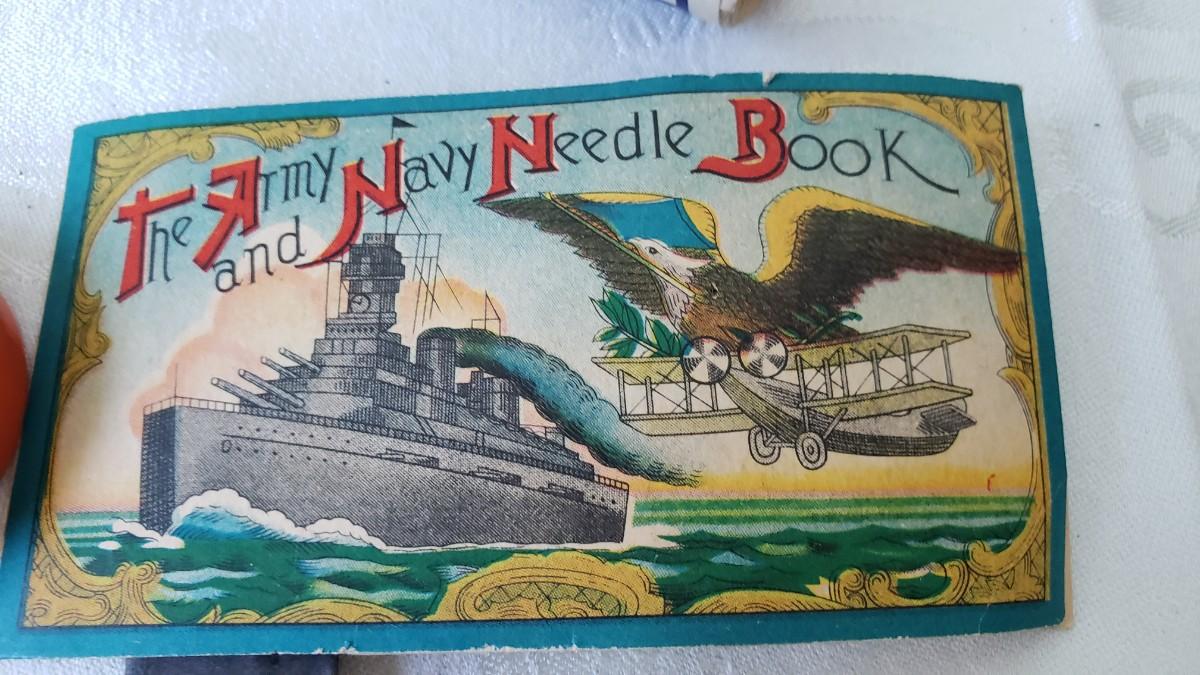 The Army Navy Needle Book
and